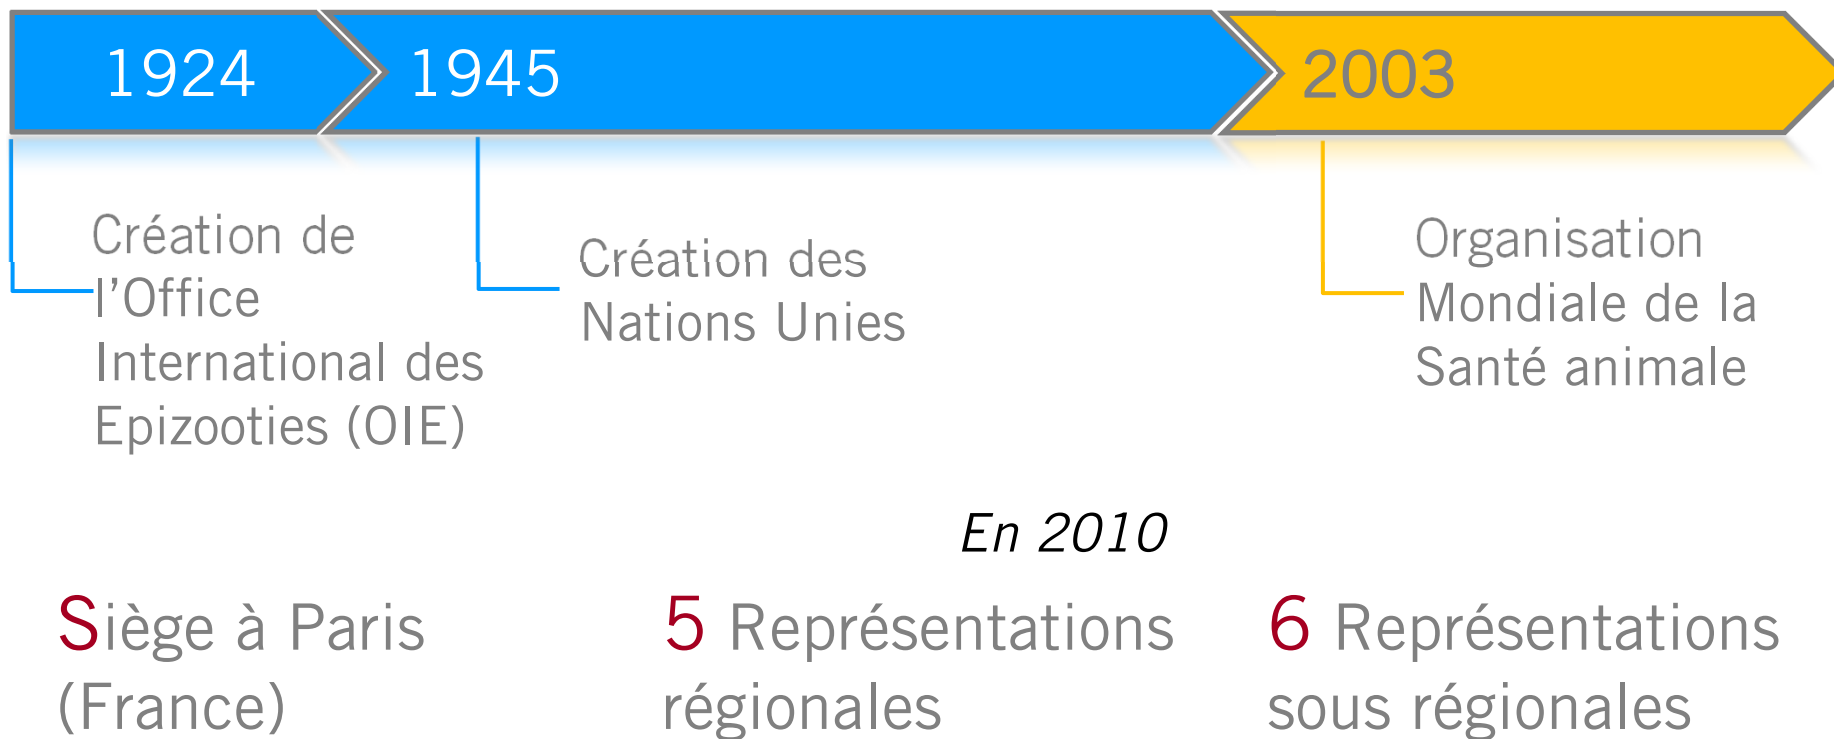 1924
1945
2003
Création de
l’Office
International des
Epizooties (OIE)
Création des
Nations Unies
Organisation
Mondiale de la
Santé animale
En 2010
Siège à Paris
(France)
5 Représentations
régionales
6 Représentations
sous régionales